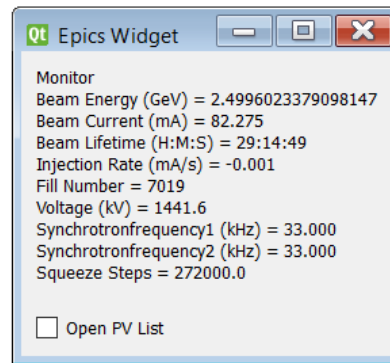 Qt Epics Widget
Monitor
Beam Energy (GeV) = 2.4996023379098147
Beam Current (mA) = 82.275
Beam Lifetime (H:M:S) = 29:14:49
Injection Rate (mA/s) = -0.001
Fill Number = 7019
Voltage (kV) = 1441.6
Synchrotronfrequency1 (kHz) = 33.000
Synchrotronfrequency2 (kHz) = 33.000
Squeeze Steps = 272000.0
Open PV List